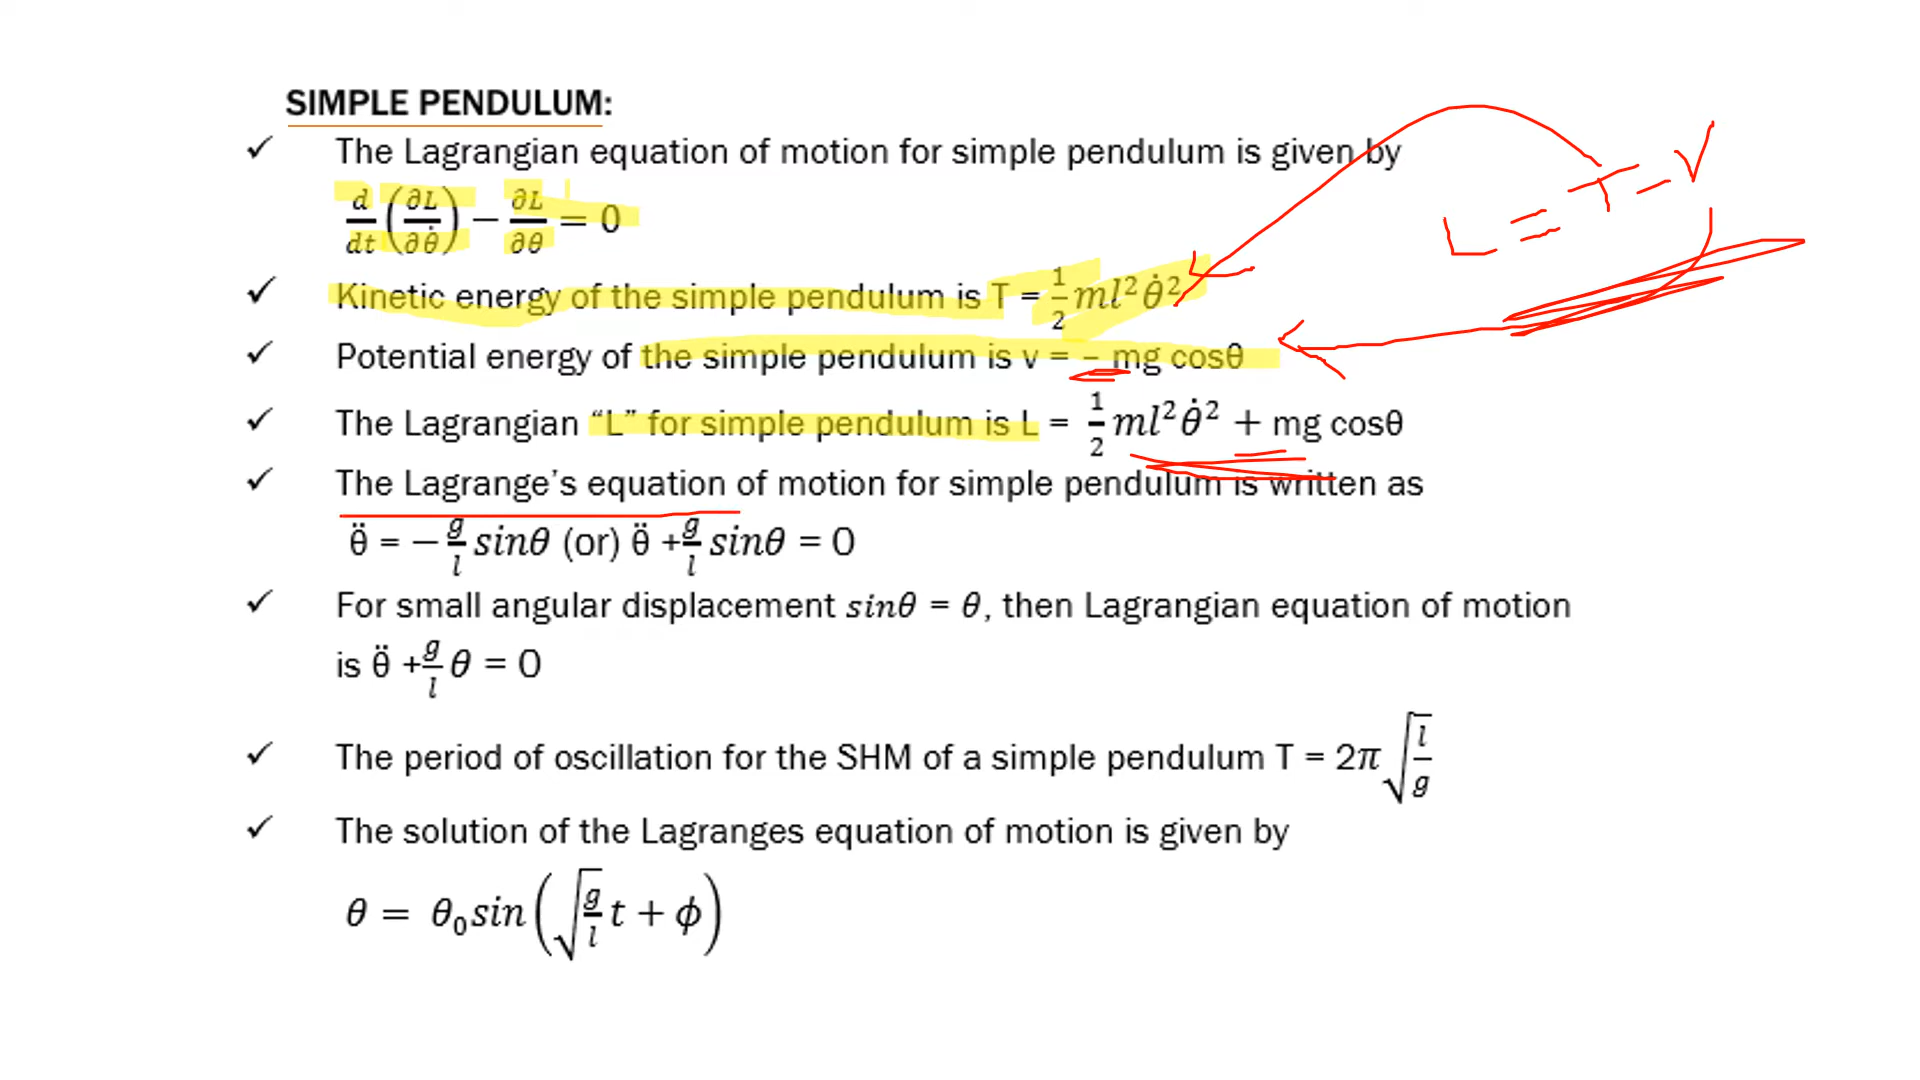 SIMPLE PENDULUM:
✓ The Lagrangian equation of motion for simple pendulum is given by
d/dt (∂L/∂θ̇) − ∂L/∂θ = 0
L = T - V
✓ Kinetic energy of the simple pendulum is T = 1/2 ml²θ̇²
✓ Potential energy of the simple pendulum is v = − mg cosθ
✓ The Lagrangian “L” for simple pendulum is L = 1/2 ml²θ̇² + mg cosθ
✓ The Lagrange’s equation of motion for simple pendulum is written as
θ̈ = − g/l sinθ (or) θ̈ + g/l sinθ = 0
✓ For small angular displacement sinθ = θ, then Lagrangian equation of motion
is θ̈ + g/l θ = 0
✓ The period of oscillation for the SHM of a simple pendulum T = 2π √(l/g)
✓ The solution of the Lagranges equation of motion is given by
θ = θ₀sin(√(g/l) t + ϕ)